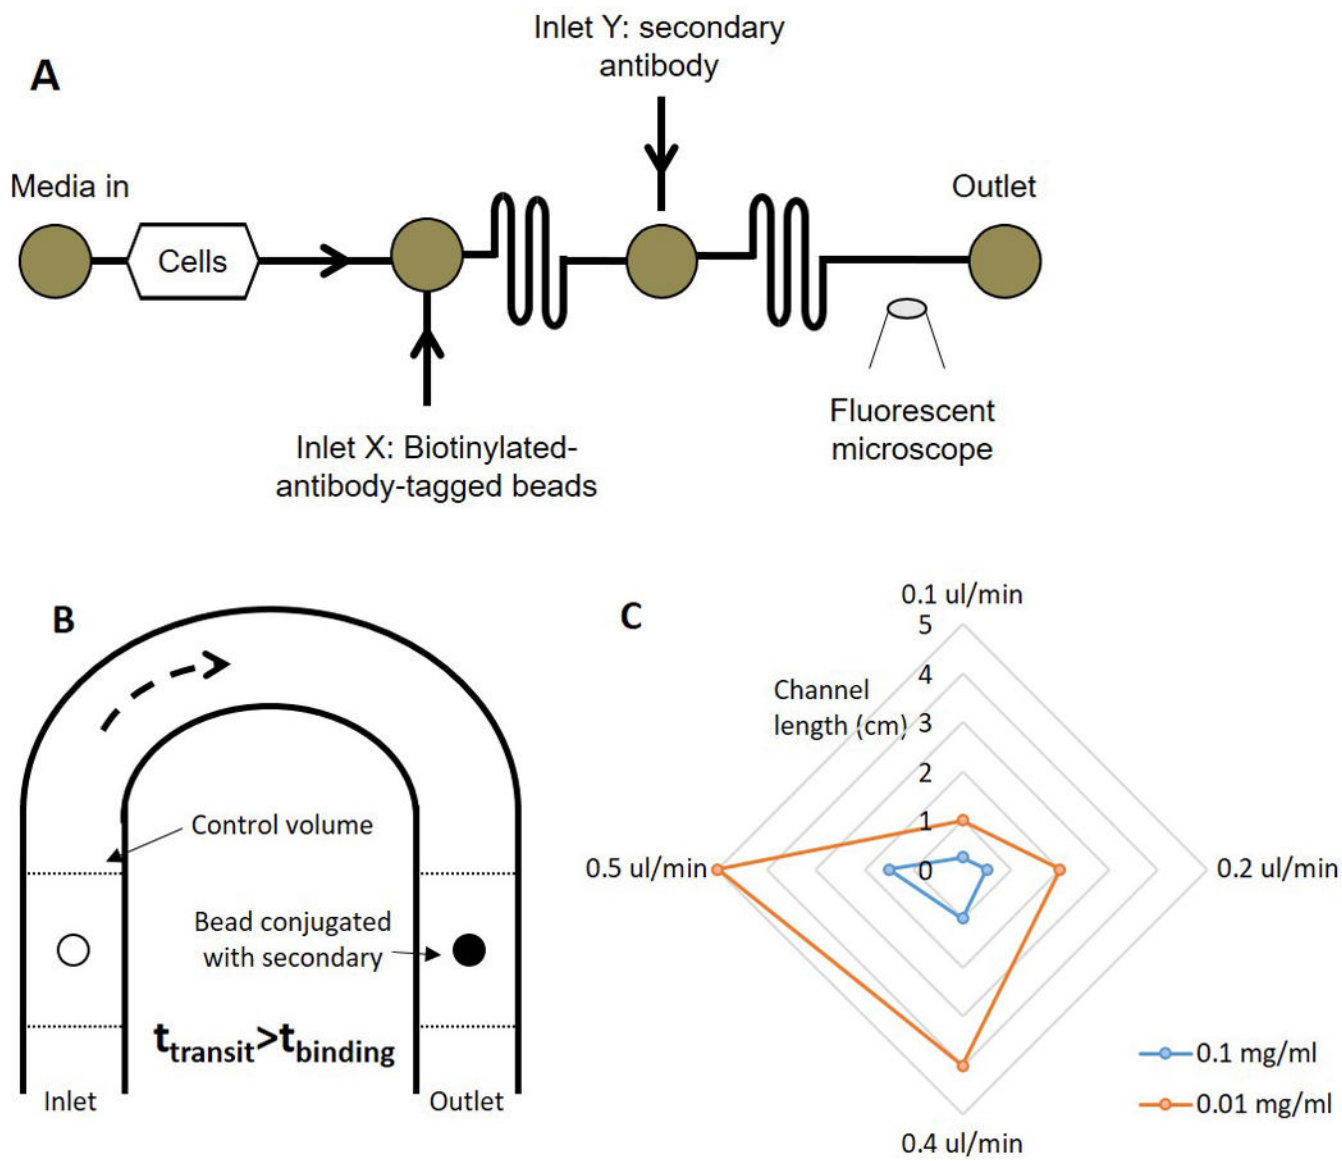 A
Inlet Y: secondary
antibody
Media in
Outlet
Cells
Fluorescent
microscope
Inlet X: Biotinylated-
antibody-tagged beads
B
Control volume
Bead conjugated
with secondary
t_transit>t_binding
Inlet
Outlet
C
0.1 ul/min
5
4
3
2
1
0
Channel
length (cm)
0.5 ul/min
0.2 ul/min
0.4 ul/min
0.1 mg/ml
0.01 mg/ml